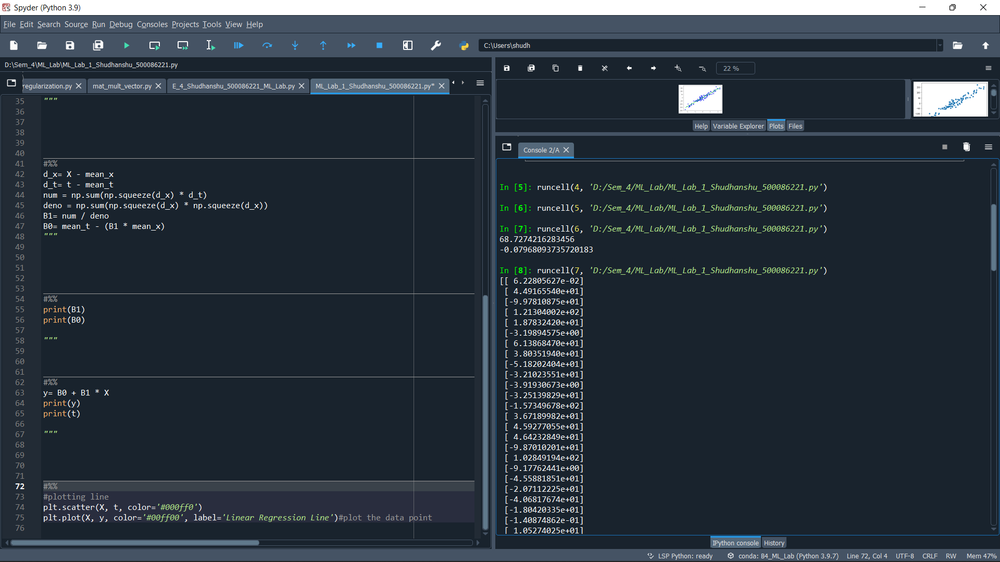 Spyder (Python 3.9)
File Edit Search Source Run Debug Consoles Projects Tools View Help
C:\Users\shudh
D:\Sem_4\ML_Lab\ML_Lab_1_Shudhanshu_500086221.py
regularization.py
mat_mult_vector.py
E_4_Shudhanshu_500086221_ML_Lab.py
ML_Lab_1_Shudhanshu_500086221.py*
35 """
36
37
38
39
40
41 #%%
42 d_x= X - mean_x
43 d_t= t - mean_t
44 num = np.sum(np.squeeze(d_x) * d_t)
45 deno = np.sum(np.squeeze(d_x) * np.squeeze(d_x))
46 B1= num / deno
47 B0= mean_t - (B1 * mean_x)
48 """
49
50
51
52
53
54 #%%
55 print(B1)
56 print(B0)
57
58 """
59
60
61
62 #%%
63 y= B0 + B1 * X
64 print(y)
65 print(t)
66
67 """
68
69
70
71
72 #%%
73 #plotting line
74 plt.scatter(X, t, color='#000ff0')
75 plt.plot(X, y, color='#00ff00', label='Linear Regression Line')#plot the data point
76
22 %
Help Variable Explorer Plots Files
Console 2/A
In [5]: runcell(4, 'D:/Sem_4/ML_Lab/ML_Lab_1_Shudhanshu_500086221.py')
In [6]: runcell(5, 'D:/Sem_4/ML_Lab/ML_Lab_1_Shudhanshu_500086221.py')
In [7]: runcell(6, 'D:/Sem_4/ML_Lab/ML_Lab_1_Shudhanshu_500086221.py')
68.7274216283456
-0.07968093735720183
In [8]: runcell(7, 'D:/Sem_4/ML_Lab/ML_Lab_1_Shudhanshu_500086221.py')
[[ 6.22805627e-02]
[ 4.49165540e+01]
[-9.97810875e+01]
[ 1.21304002e+02]
[ 1.87832420e+01]
[-3.19894575e+00]
[ 6.13868470e+01]
[ 3.80351940e+01]
[-5.18202404e+01]
[-3.21023551e+01]
[-3.91930673e+00]
[-3.25139829e+01]
[-1.57349678e+02]
[ 3.67189982e+01]
[ 4.59277055e+01]
[ 4.64232849e+01]
[-9.87010201e+01]
[ 1.02849194e+02]
[-9.17762441e+00]
[-4.55881851e+01]
[-2.07112225e+01]
[-4.06817674e+01]
[-1.80420335e+01]
[-1.40874862e-01]
[ 1.05274025e+01]
IPython console History
LSP Python: ready conda: B4_ML_Lab (Python 3.9.7) Line 72, Col 4 UTF-8 CRLF RW Mem 47%